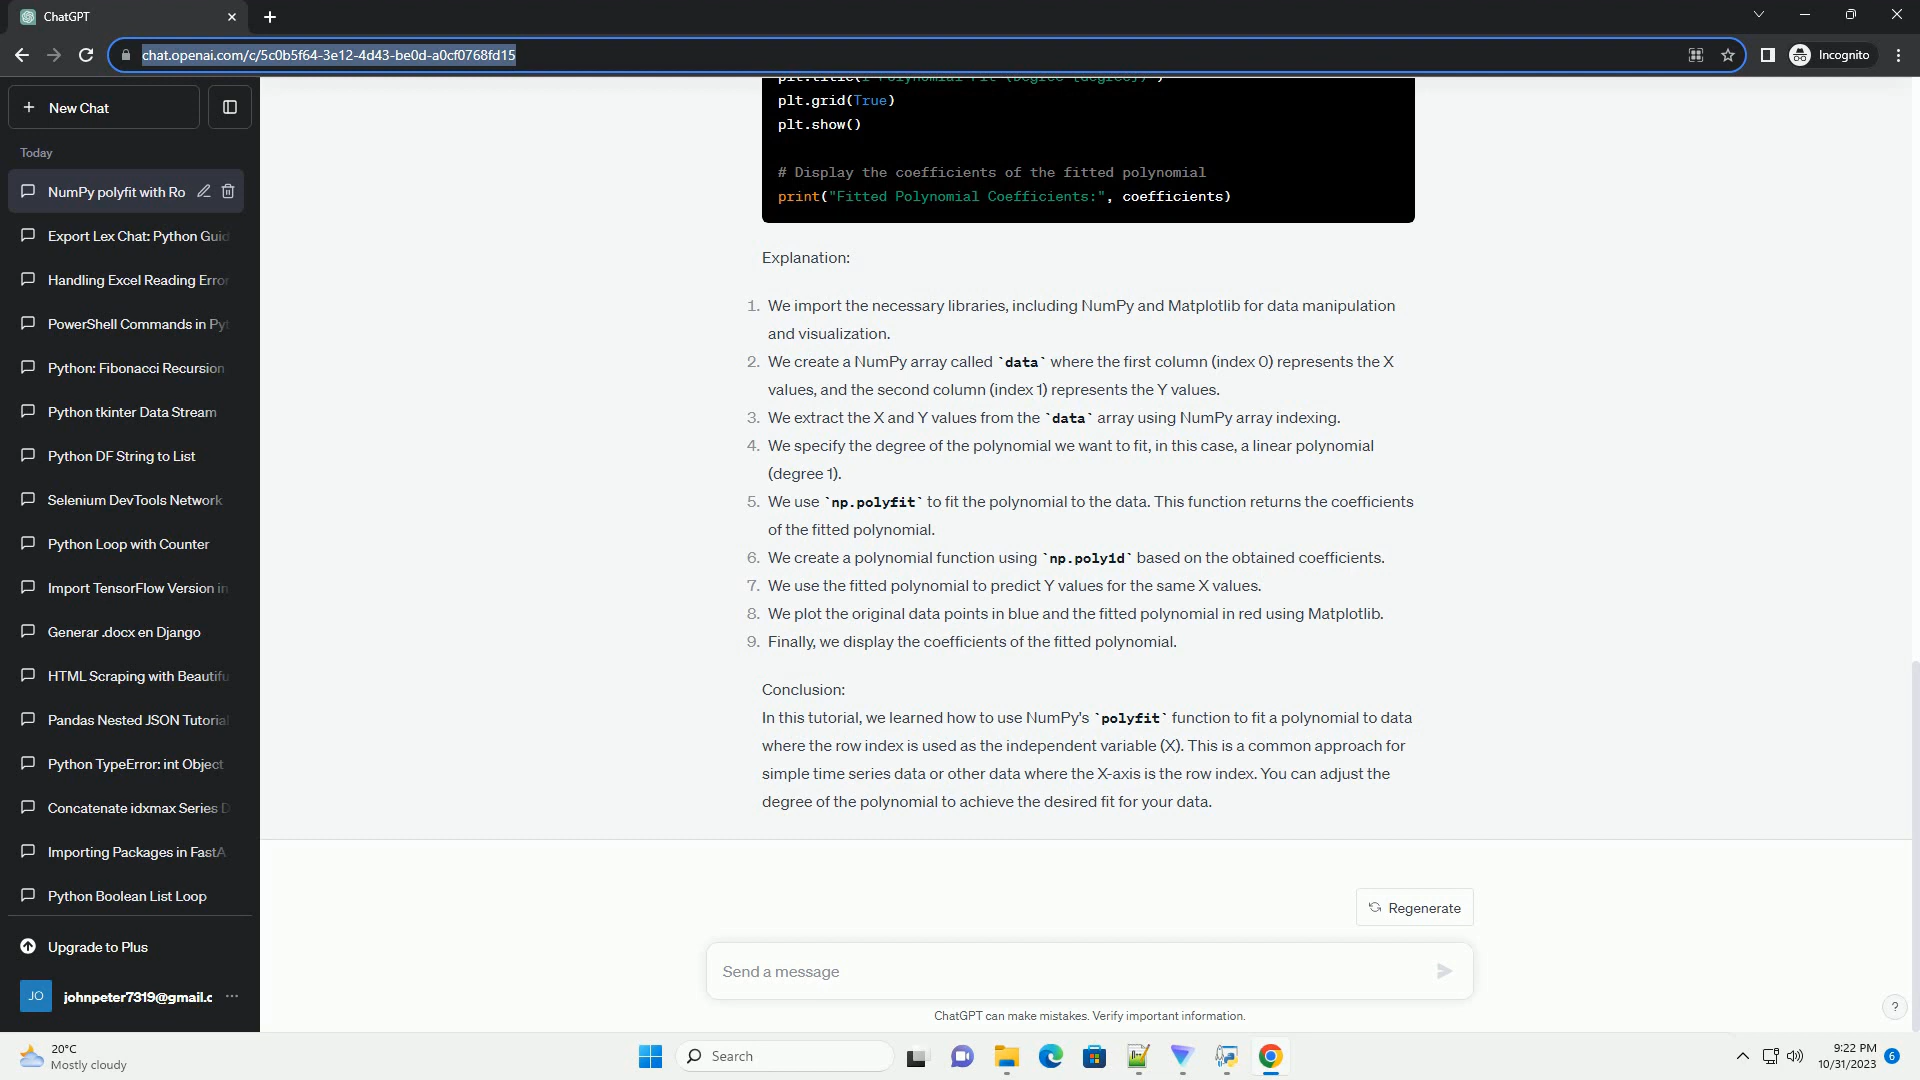 ChatGPT
chat.openai.com/c/5c0b5f64-3e12-4d43-be0d-a0cf0768fd15
Incognito
New Chat
Today
NumPy polyfit with Ro
Export Lex Chat: Python Guid
Handling Excel Reading Error
PowerShell Commands in Pyt
Python: Fibonacci Recursion
Python tkinter Data Stream
Python DF String to List
Selenium DevTools Network
Python Loop with Counter
Import TensorFlow Version in
Generar .docx en Django
HTML Scraping with Beautifu
Pandas Nested JSON Tutorial
Python TypeError: int Object
Concatenate idxmax Series D
Importing Packages in FastA
Python Boolean List Loop
Upgrade to Plus
JO johnpeter7319@gmail.c ...
plt.grid(True)
plt.show()
# Display the coefficients of the fitted polynomial
print("Fitted Polynomial Coefficients:", coefficients)
Explanation:
1. We import the necessary libraries, including NumPy and Matplotlib for data manipulation
and visualization.
2. We create a NumPy array called `data` where the first column (index 0) represents the X
values, and the second column (index 1) represents the Y values.
3. We extract the X and Y values from the `data` array using NumPy array indexing.
4. We specify the degree of the polynomial we want to fit, in this case, a linear polynomial
(degree 1).
5. We use `np.polyfit` to fit the polynomial to the data. This function returns the coefficients
of the fitted polynomial.
6. We create a polynomial function using `np.poly1d` based on the obtained coefficients.
7. We use the fitted polynomial to predict Y values for the same X values.
8. We plot the original data points in blue and the fitted polynomial in red using Matplotlib.
9. Finally, we display the coefficients of the fitted polynomial.
Conclusion:
In this tutorial, we learned how to use NumPy's `polyfit` function to fit a polynomial to data
where the row index is used as the independent variable (X). This is a common approach for
simple time series data or other data where the X-axis is the row index. You can adjust the
degree of the polynomial to achieve the desired fit for your data.
Regenerate
Send a message
ChatGPT can make mistakes. Verify important information.
?
20°C
Mostly cloudy
Search
9:22 PM
10/31/2023
6